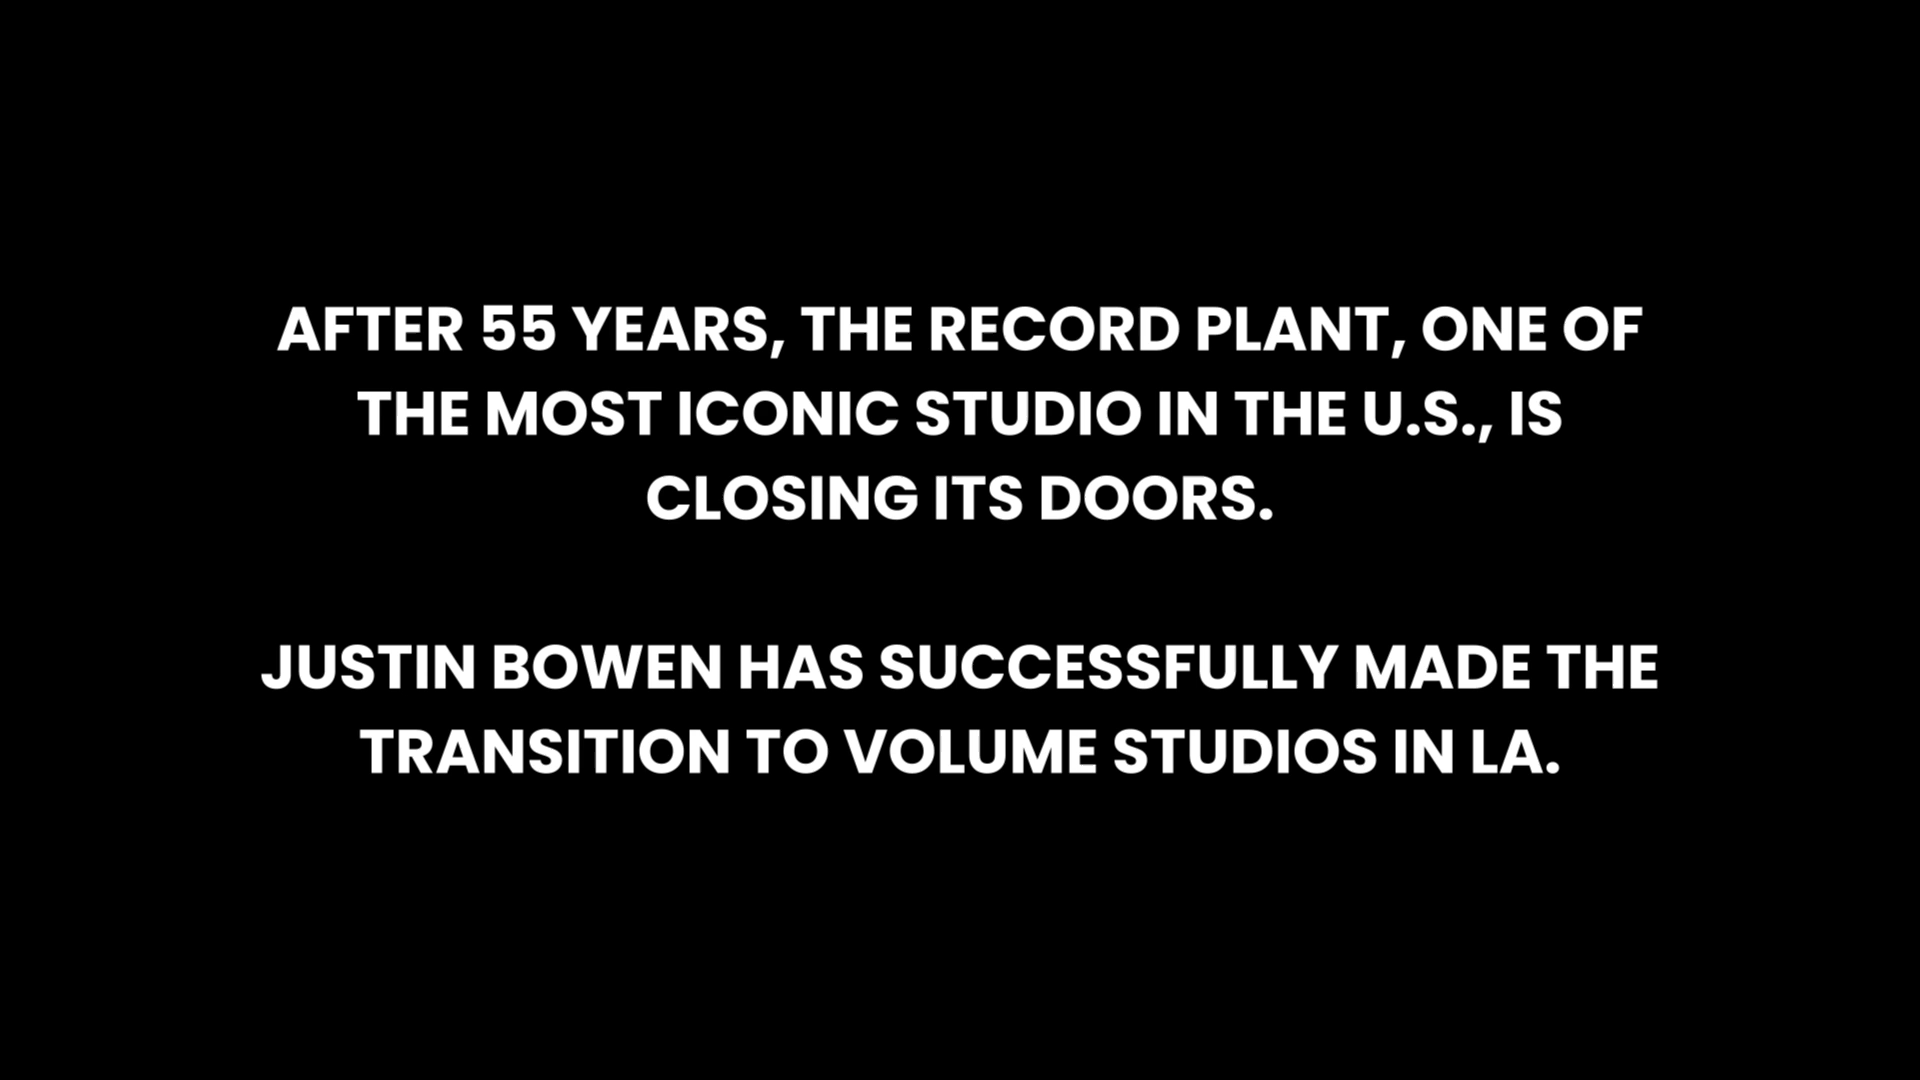 AFTER 55 YEARS, THE RECORD PLANT, ONE OF
THE MOST ICONIC STUDIO IN THE U.S., IS
CLOSING ITS DOORS.
JUSTIN BOWEN HAS SUCCESSFULLY MADE THE
TRANSITION TO VOLUME STUDIOS IN LA.